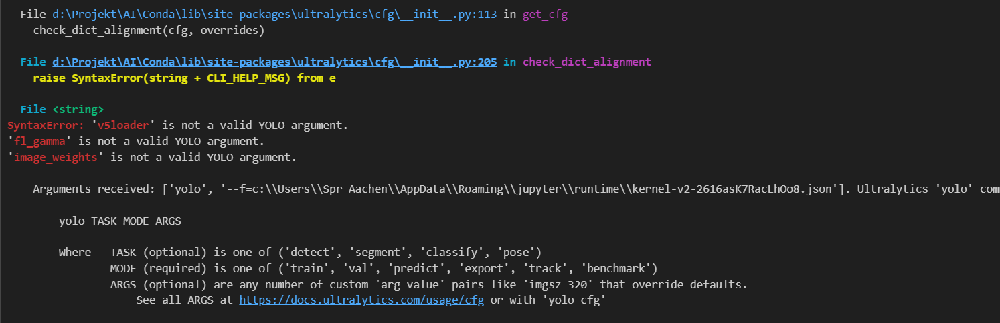 File d:\Projekt\AI\Conda\lib\site-packages\ultralytics\cfg\__init__.py:113 in get_cfg
check_dict_alignment(cfg, overrides)
File d:\Projekt\AI\Conda\lib\site-packages\ultralytics\cfg\__init__.py:205 in check_dict_alignment
raise SyntaxError(string + CLI_HELP_MSG) from e
File <string>
SyntaxError: 'v5loader' is not a valid YOLO argument.
'fl_gamma' is not a valid YOLO argument.
'image_weights' is not a valid YOLO argument.
Arguments received: ['yolo', '--f=c:\\Users\\Spr_Aachen\\AppData\\Roaming\\jupyter\\runtime\\kernel-v2-2616asK7RacLhOo8.json']. Ultralytics 'yolo' com
yolo TASK MODE ARGS
Where TASK (optional) is one of ('detect', 'segment', 'classify', 'pose')
MODE (required) is one of ('train', 'val', 'predict', 'export', 'track', 'benchmark')
ARGS (optional) are any number of custom 'arg=value' pairs like 'imgsz=320' that override defaults.
See all ARGS at https://docs.ultralytics.com/usage/cfg or with 'yolo cfg'